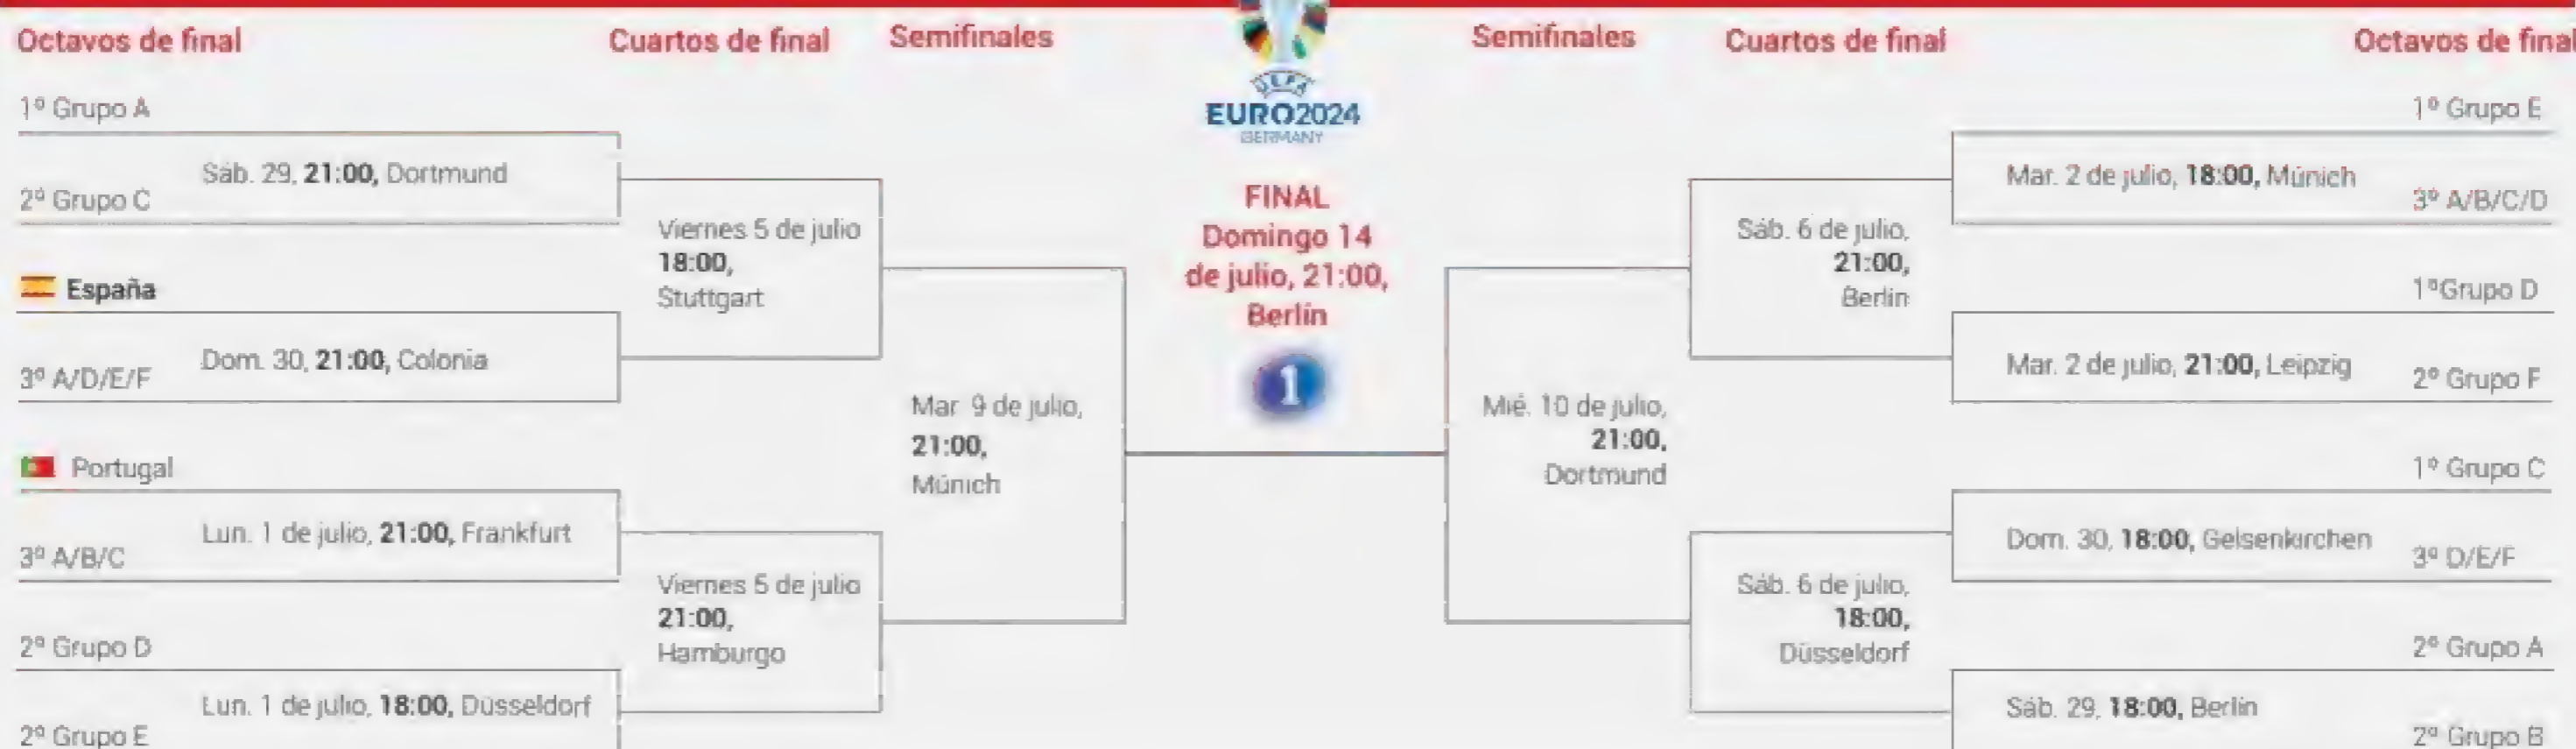 Octavos de final
Cuartos de final
Semifinales
Semifinales
Cuartos de final
Octavos de final
UEFA
EURO2024
GERMANY
FINAL
Domingo 14
de julio, 21:00,
Berlín
1
1º Grupo A
Sáb. 29, 21:00, Dortmund
2º Grupo C
España
Dom. 30, 21:00, Colonia
3º A/D/E/F
Portugal
Lun. 1 de julio, 21:00, Frankfurt
3º A/B/C
2º Grupo D
Lun. 1 de julio, 18:00, Düsseldorf
2º Grupo E
Viernes 5 de julio
18:00,
Stuttgart
Viernes 5 de julio
21:00,
Hamburgo
Mar. 9 de julio,
21:00,
Múnich
Mié. 10 de julio,
21:00,
Dortmund
Sáb. 6 de julio,
21:00,
Berlín
Sáb. 6 de julio,
18:00,
Düsseldorf
1º Grupo E
Mar. 2 de julio, 18:00, Múnich
3º A/B/C/D
1ºGrupo D
Mar. 2 de julio, 21:00, Leipzig
2º Grupo F
1º Grupo C
Dom. 30, 18:00, Gelsenkirchen
3º D/E/F
2º Grupo A
Sáb. 29, 18:00, Berlín
2º Grupo B